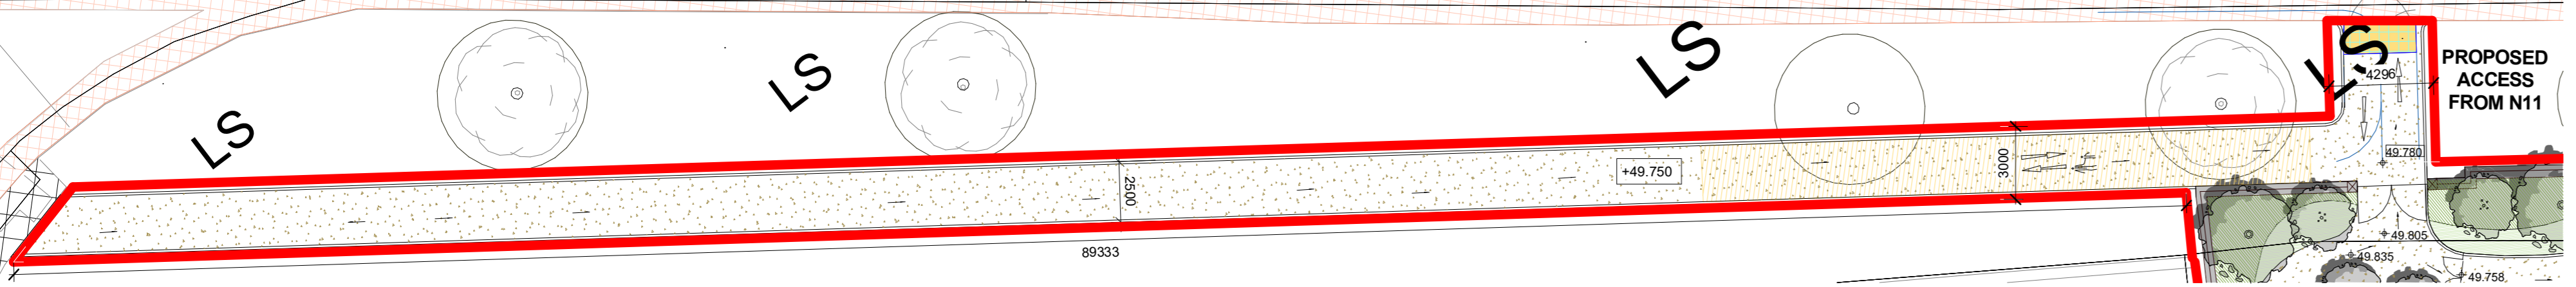 LS
LS
LS
LS
4296
PROPOSED
ACCESS
FROM N11
49.780
3000
+49.750
2500
89333
49.805
49.835
49.758